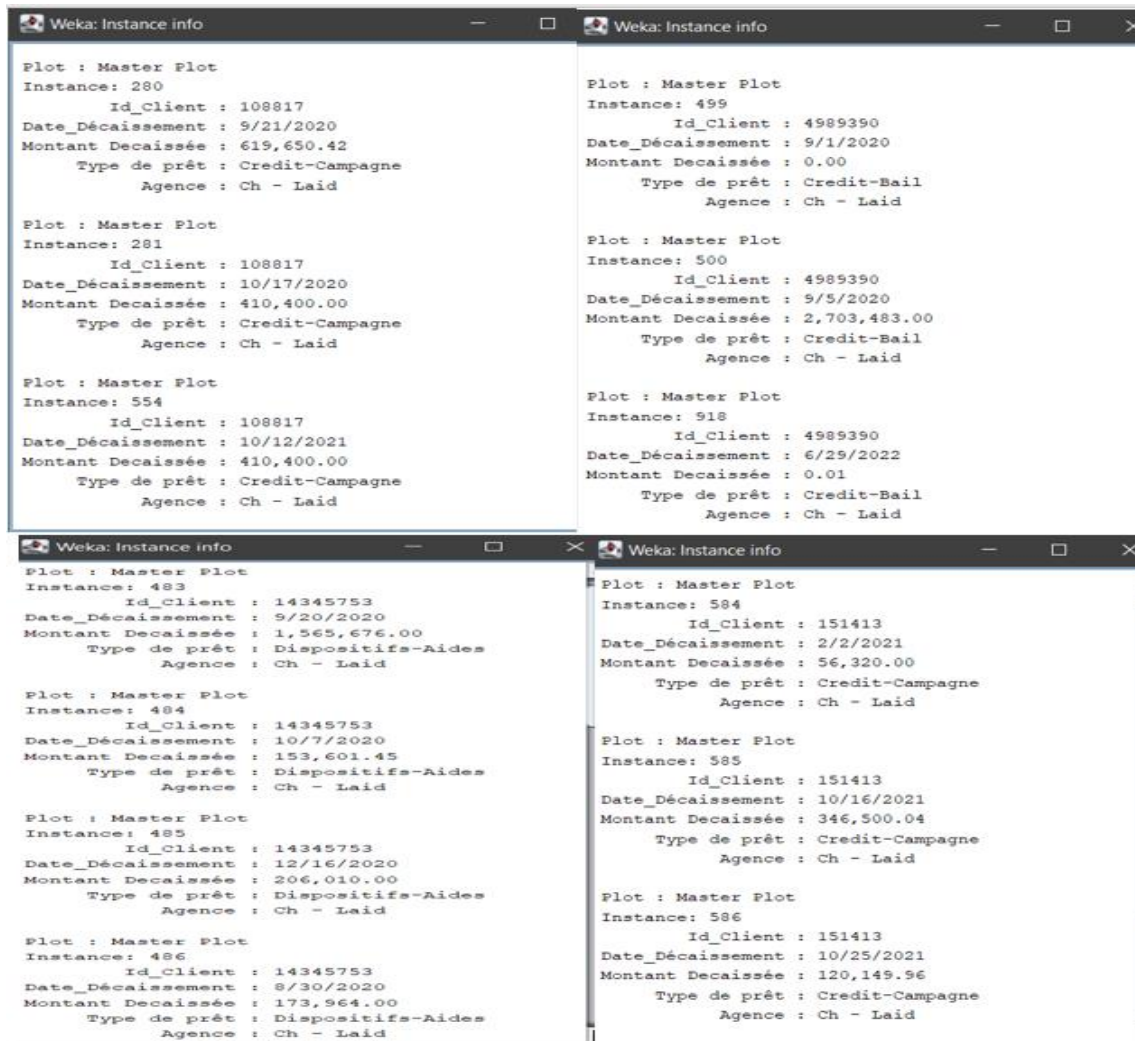 Weka: Instance info
Plot : Master Plot
Instance: 280
Id_Client : 108817
Date_Décaissement : 9/21/2020
Montant Decaissée : 619,650.42
Type de prêt : Credit-Campagne
Agence : Ch - Laid
Plot : Master Plot
Instance: 281
Id_Client : 108817
Date_Décaissement : 10/17/2020
Montant Decaissée : 410,400.00
Type de prêt : Credit-Campagne
Agence : Ch - Laid
Plot : Master Plot
Instance: 554
Id_Client : 108817
Date_Décaissement : 10/12/2021
Montant Decaissée : 410,400.00
Type de prêt : Credit-Campagne
Agence : Ch - Laid
Weka: Instance info
Plot : Master Plot
Instance: 499
Id_Client : 4989390
Date_Décaissement : 9/1/2020
Montant Decaissée : 0.00
Type de prêt : Credit-Bail
Agence : Ch - Laid
Plot : Master Plot
Instance: 500
Id_Client : 4989390
Date_Décaissement : 9/5/2020
Montant Decaissée : 2,703,483.00
Type de prêt : Credit-Bail
Agence : Ch - Laid
Plot : Master Plot
Instance: 918
Id_Client : 4989390
Date_Décaissement : 6/29/2022
Montant Decaissée : 0.01
Type de prêt : Credit-Bail
Agence : Ch - Laid
Weka: Instance info
Plot : Master Plot
Instance: 483
Id_Client : 14345753
Date_Décaissement : 9/20/2020
Montant Decaissée : 1,565,676.00
Type de prêt : Dispositifs-Aides
Agence : Ch - Laid
Plot : Master Plot
Instance: 484
Id_Client : 14345753
Date_Décaissement : 10/7/2020
Montant Decaissée : 153,601.45
Type de prêt : Dispositifs-Aides
Agence : Ch - Laid
Plot : Master Plot
Instance: 485
Id_Client : 14345753
Date_Décaissement : 12/16/2020
Montant Decaissée : 206,010.00
Type de prêt : Dispositifs-Aides
Agence : Ch - Laid
Plot : Master Plot
Instance: 486
Id_Client : 14345753
Date_Décaissement : 8/30/2020
Montant Decaissée : 173,964.00
Type de prêt : Dispositifs-Aides
Agence : Ch - Laid
Weka: Instance info
Plot : Master Plot
Instance: 584
Id_Client : 151413
Date_Décaissement : 2/2/2021
Montant Decaissée : 56,320.00
Type de prêt : Credit-Campagne
Agence : Ch - Laid
Plot : Master Plot
Instance: 585
Id_Client : 151413
Date_Décaissement : 10/16/2021
Montant Decaissée : 346,500.04
Type de prêt : Credit-Campagne
Agence : Ch - Laid
Plot : Master Plot
Instance: 586
Id_Client : 151413
Date_Décaissement : 10/25/2021
Montant Decaissée : 120,149.96
Type de prêt : Credit-Campagne
Agence : Ch - Laid